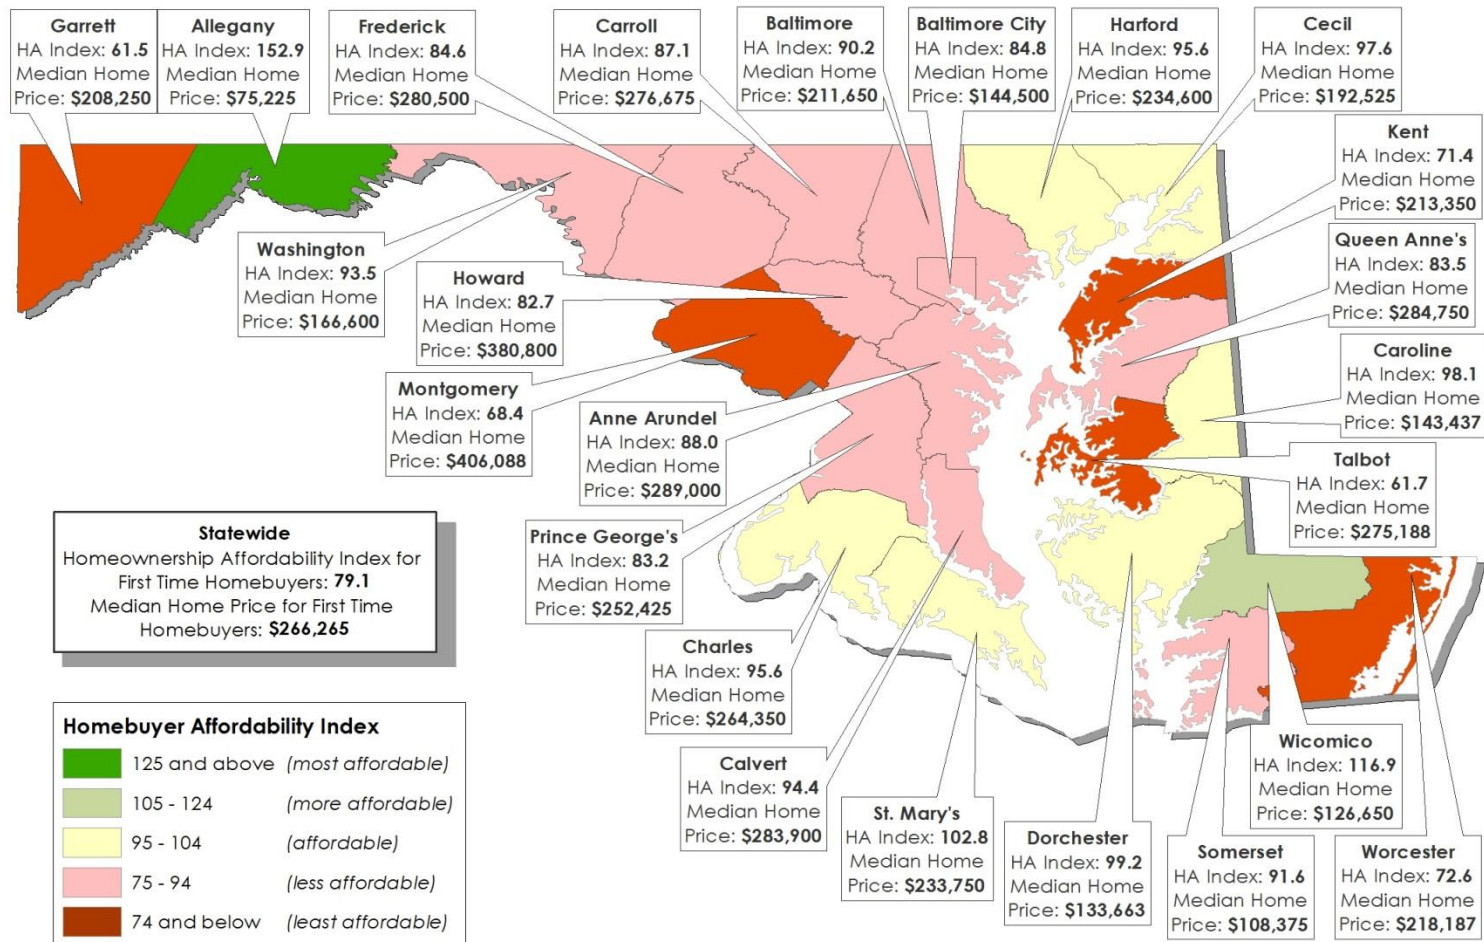 Garrett
HA Index: 61.5
Median Home
Price: $208,250
Allegany
HA Index: 152.9
Median Home
Price: $75,225
Frederick
HA Index: 84.6
Median Home
Price: $280,500
Carroll
HA Index: 87.1
Median Home
Price: $276,675
Baltimore
HA Index: 90.2
Median Home
Price: $211,650
Baltimore City
HA Index: 84.8
Median Home
Price: $144,500
Harford
HA Index: 95.6
Median Home
Price: $234,600
Cecil
HA Index: 97.6
Median Home
Price: $192,525
Kent
HA Index: 71.4
Median Home
Price: $213,350
Washington
HA Index: 93.5
Median Home
Price: $166,600
Queen Anne's
HA Index: 83.5
Median Home
Price: $284,750
Howard
HA Index: 82.7
Median Home
Price: $380,800
Caroline
HA Index: 98.1
Median Home
Price: $143,437
Montgomery
HA Index: 68.4
Median Home
Price: $406,088
Anne Arundel
HA Index: 88.0
Median Home
Price: $289,000
Talbot
HA Index: 61.7
Median Home
Price: $275,188
Statewide
Homeownership Affordability Index for
First Time Homebuyers: 79.1
Median Home Price for First Time
Homebuyers: $266,265
Prince George's
HA Index: 83.2
Median Home
Price: $252,425
Charles
HA Index: 95.6
Median Home
Price: $264,350
Calvert
HA Index: 94.4
Median Home
Price: $283,900
St. Mary's
HA Index: 102.8
Median Home
Price: $233,750
Dorchester
HA Index: 99.2
Median Home
Price: $133,663
Wicomico
HA Index: 116.9
Median Home
Price: $126,650
Somerset
HA Index: 91.6
Median Home
Price: $108,375
Worcester
HA Index: 72.6
Median Home
Price: $218,187
Homebuyer Affordability Index
125 and above (most affordable)
105 - 124 (more affordable)
95 - 104 (affordable)
75 - 94 (less affordable)
74 and below (least affordable)